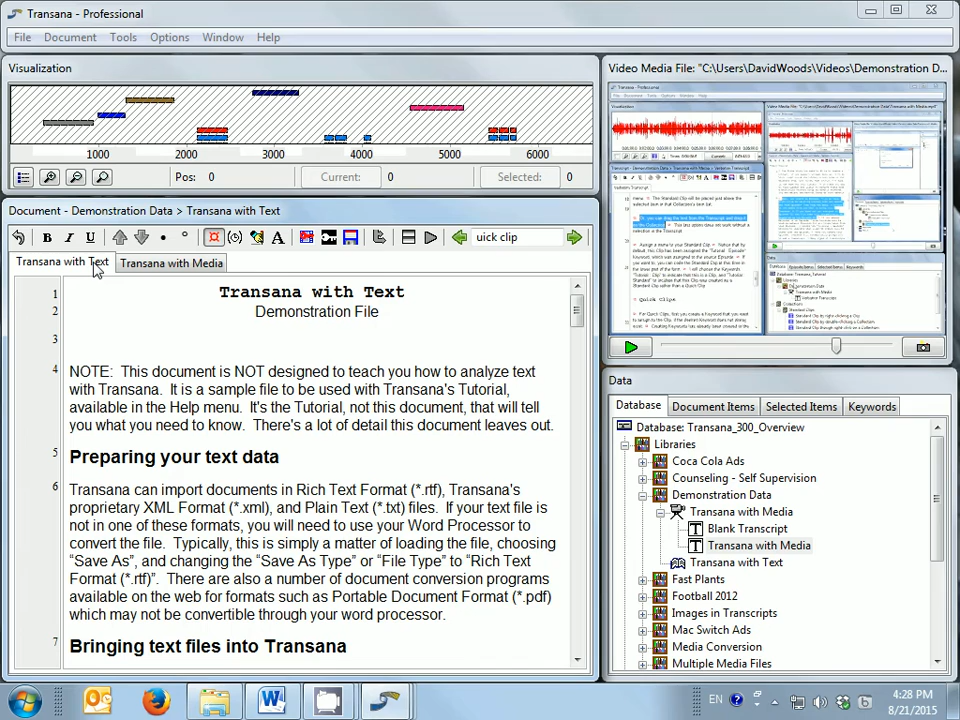 Transana - Professional
File Document Tools Options Window Help
Visualization
1000 2000 3000 4000 5000 6000
Pos: 0 Current: 0 Selected: 0
Document - Demonstration Data > Transana with Text
B I U A uick clip
Transana with Text Transana with Media
1 Transana with Text
2 Demonstration File
3
4 NOTE: This document is NOT designed to teach you how to analyze text
with Transana. It is a sample file to be used with Transana's Tutorial,
available in the Help menu. It's the Tutorial, not this document, that will tell
you what you need to know. There's a lot of detail this document leaves out.
5 Preparing your text data
6 Transana can import documents in Rich Text Format (*.rtf), Transana's
proprietary XML Format (*.xml), and Plain Text (*.txt) files. If your text file is
not in one of these formats, you will need to use your Word Processor to
convert the file. Typically, this is simply a matter of loading the file, choosing
"Save As", and changing the "Save As Type" or "File Type" to "Rich Text
Format (*.rtf)". There are also a number of document conversion programs
available on the web for formats such as Portable Document Format (*.pdf)
which may not be convertible through your word processor.
7 Bringing text files into Transana
Video Media File: "C:\Users\DavidWoods\Videos\Demonstration D...
Data
Database Document Items Selected Items Keywords
Database: Transana_300_Overview
Libraries
Coca Cola Ads
Counseling - Self Supervision
Demonstration Data
Transana with Media
Blank Transcript
Transana with Media
Transana with Text
Fast Plants
Football 2012
Images in Transcripts
Mac Switch Ads
Media Conversion
Multiple Media Files
EN
4:28 PM
8/21/2015